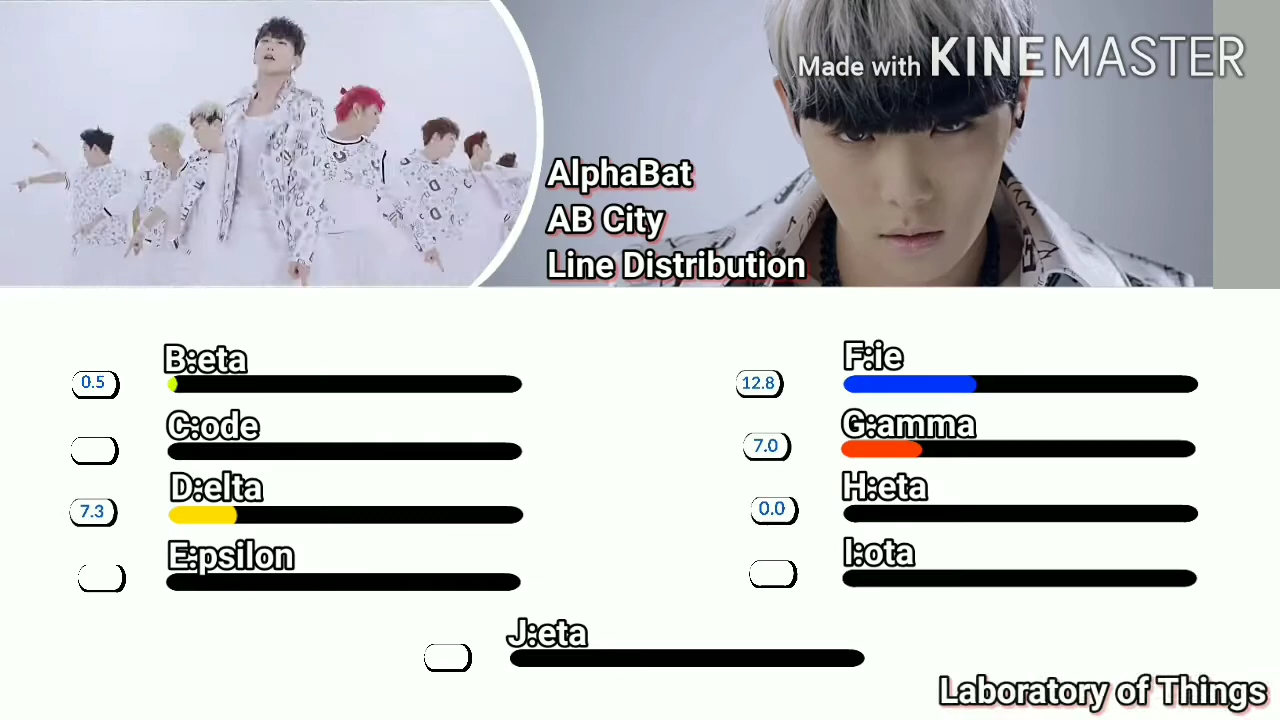 Made with KINEMASTER
AlphaBat
AB City
Line Distribution
B:eta
0.5
F:ie
12.8
C:ode
G:amma
7.0
D:elta
7.3
H:eta
0.0
E:psilon
I:ota
J:eta
Laboratory of Things